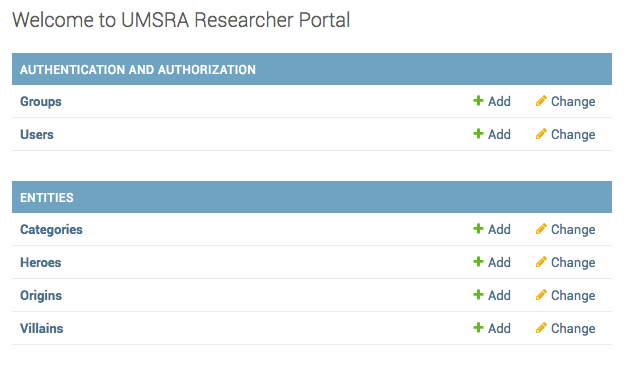 Welcome to UMSRA Researcher Portal
AUTHENTICATION AND AUTHORIZATION
Groups Add Change
Users Add Change
ENTITIES
Categories Add Change
Heroes Add Change
Origins Add Change
Villains Add Change